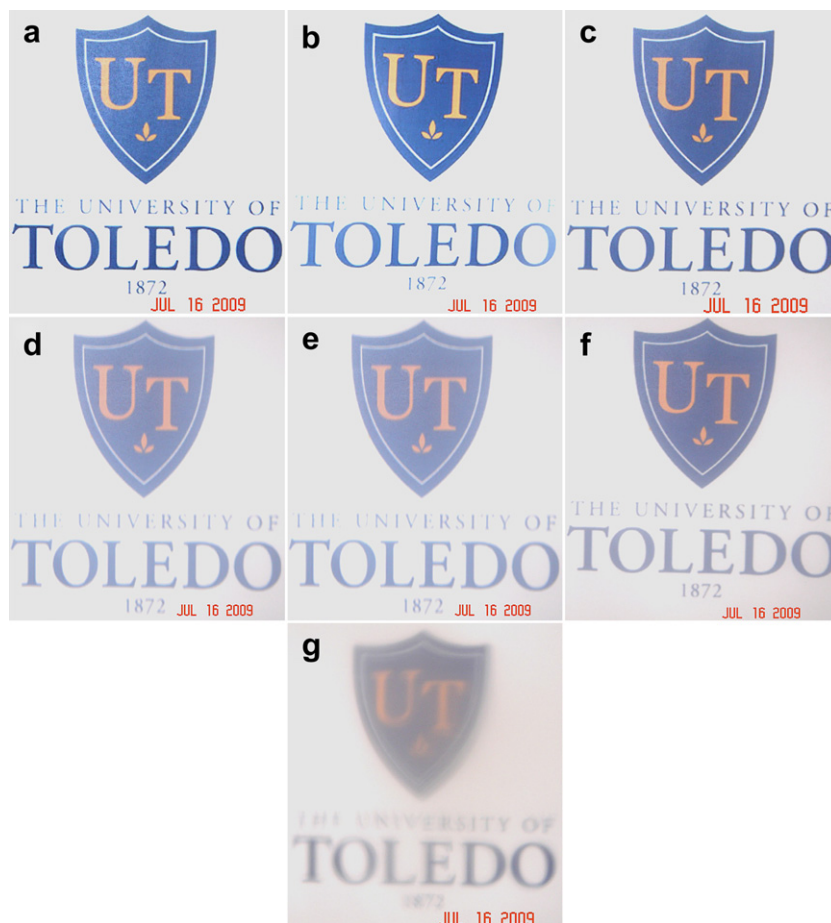 a
UT
THE UNIVERSITY OF
TOLEDO
1872
JUL 16 2009
b
UT
THE UNIVERSITY OF
TOLEDO
1872
JUL 16 2009
c
UT
THE UNIVERSITY OF
TOLEDO
1872
JUL 16 2009
d
UT
THE UNIVERSITY OF
TOLEDO
1872
JUL 16 2009
e
UT
THE UNIVERSITY OF
TOLEDO
1872
JUL 16 2009
f
UT
THE UNIVERSITY OF
TOLEDO
1872
JUL 16 2009
g
UT
THE UNIVERSITY OF
TOLEDO
1872
JUL 16 2009